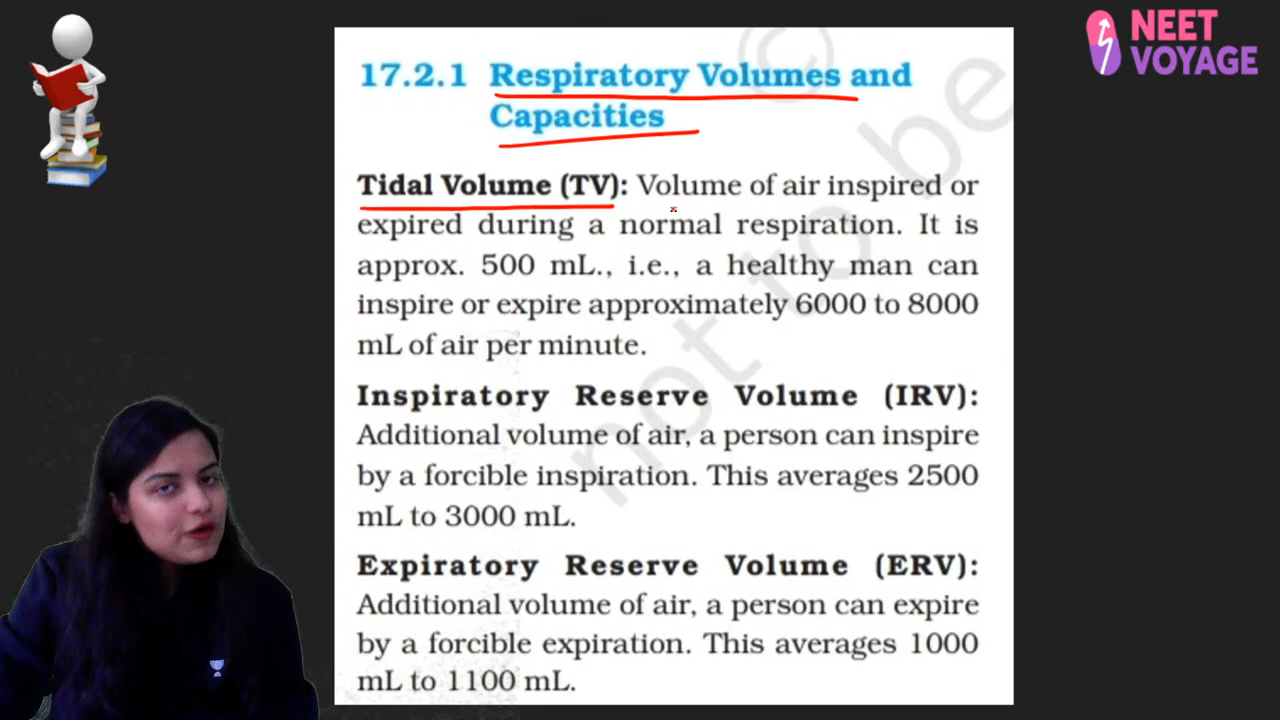 NEET
VOYAGE
17.2.1 Respiratory Volumes and
Capacities
Tidal Volume (TV): Volume of air inspired or
expired during a normal respiration. It is
approx. 500 mL., i.e., a healthy man can
inspire or expire approximately 6000 to 8000
mL of air per minute.
Inspiratory Reserve Volume (IRV):
Additional volume of air, a person can inspire
by a forcible inspiration. This averages 2500
mL to 3000 mL.
Expiratory Reserve Volume (ERV):
Additional volume of air, a person can expire
by a forcible expiration. This averages 1000
mL to 1100 mL.
© not to be